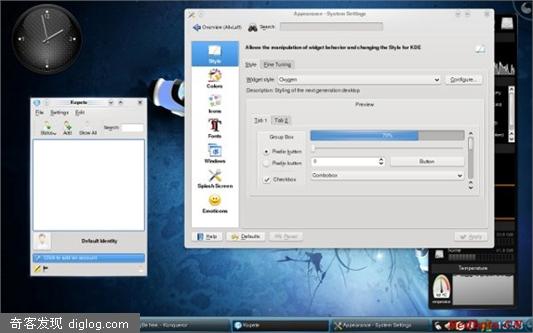 Appearance - System Settings
Overview (Alt+Left)
Search:
Style
Colors
Icons
Fonts
Windows
Splash Screen
Emoticons
Allows the manipulation of widget behavior and changing the Style for KDE
Style
Fine Tuning
Widget style:
Oxygen
Configure...
Description: Styling of the next generation desktop
Preview
Tab 1
Tab 2
Group Box
70%
Radio button
Radio button
0
Button
Checkbox
Combobox
Help
Defaults
Reset
Apply
Kopete
File
Settings
Edit
Status
Add
Show All
Search:
Default Identity
Click to add an account
Home
Temperature
Konqueror
Kopete
Appearance - System Settings
奇客发现 diglog.com